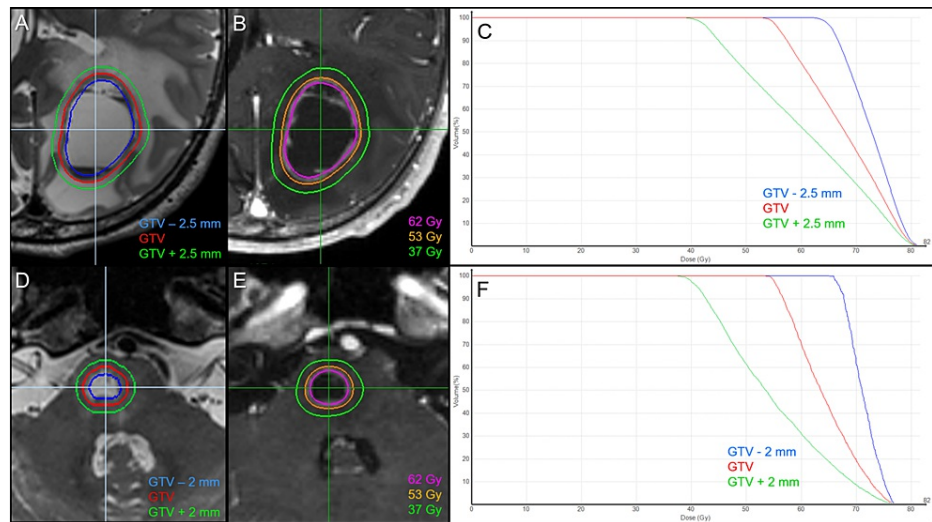 A
GTV – 2.5 mm
GTV
GTV + 2.5 mm
B
62 Gy
53 Gy
37 Gy
C
Volume(%)
100
90
80
70
60
50
40
30
20
10
0
10
20
30
40
50
60
70
82
Dose (Gy)
GTV - 2.5 mm
GTV
GTV + 2.5 mm
D
GTV – 2 mm
GTV
GTV + 2 mm
E
62 Gy
53 Gy
37 Gy
F
Volume(%)
100
90
80
70
60
50
40
30
20
10
0
10
20
30
40
50
60
70
82
Dose (Gy)
GTV - 2 mm
GTV
GTV + 2 mm